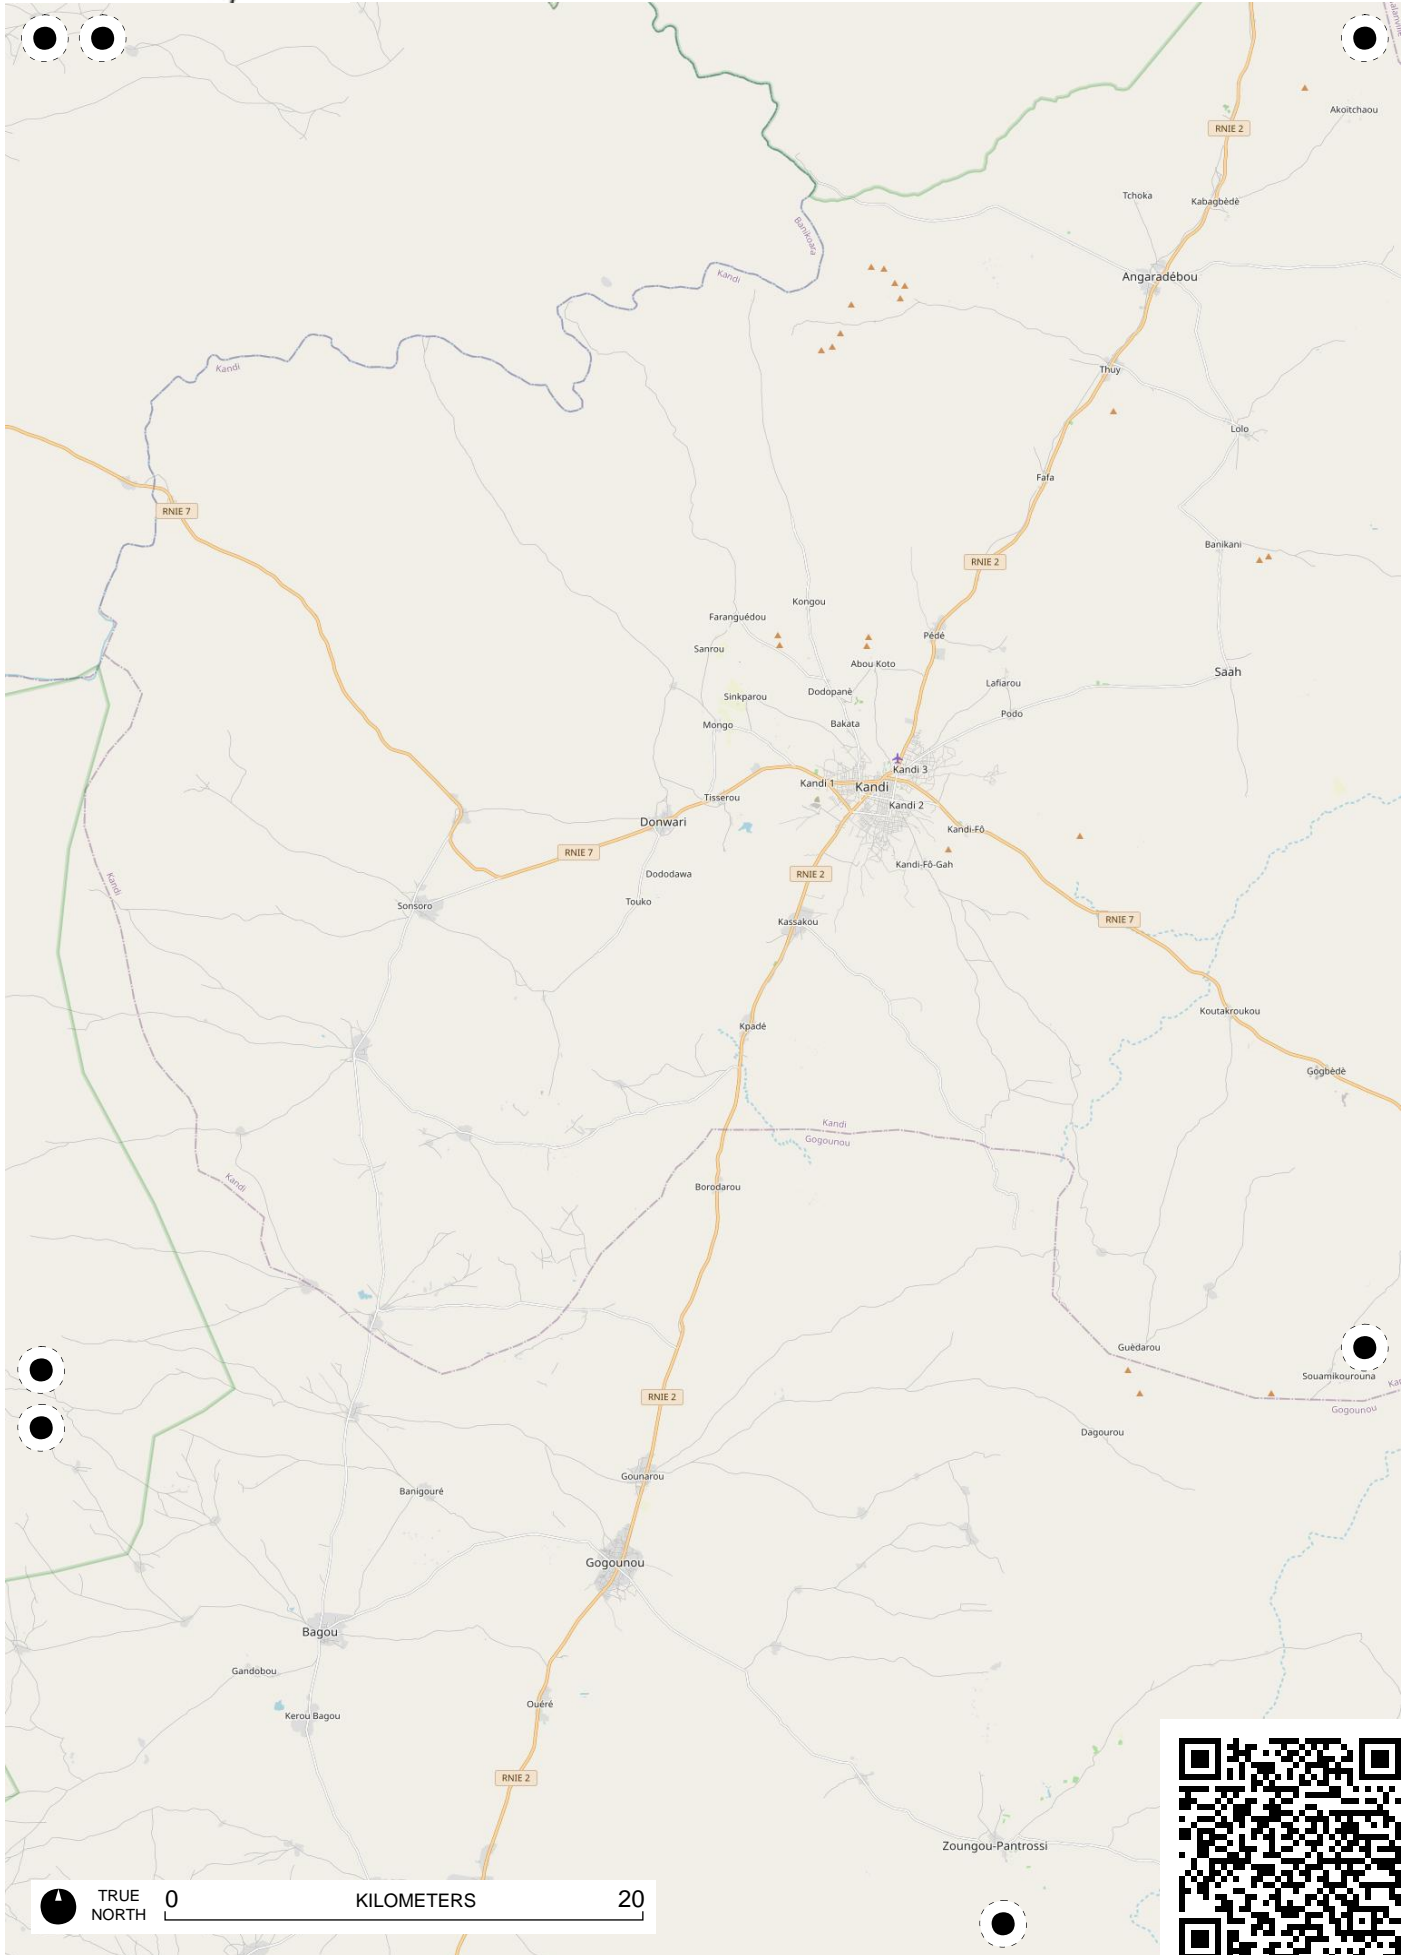 RNIE 2
Akoïtchaou
Tchoka
Kabagbédé
Banikoara
Kandi
Angaradébou
Kandi
Thuy
Lolo
Fafa
RNIE 7
Banikani
RNIE 2
Kongou
Faranguédou
Pédé
Sanrou
Abou Koto
Saah
Lafiarou
Sinkparou
Dodopanè
Podo
Mongo
Bakata
Kandi 3
Kandi 1
Kandi
Tisserou
Kandi 2
Donwari
Kandi-Fô
RNIE 7
Kandi-Fô-Gah
RNIE 2
Dododawa
Kandi
Touko
Sonsoro
Kassakou
RNIE 7
Koutakroukou
Kpadé
Gogbédé
Kandi
Gogounou
Kandi
Borodarou
Guèdarou
Souamikourouna
RNIE 2
Gogounou
Dagourou
Gounarou
Banigouré
Gogounou
Bagou
Gandobou
Ouéré
Kerou Bagou
RNIE 2
Zoungou-Pantrossi
TRUE NORTH
0 KILOMETERS 20